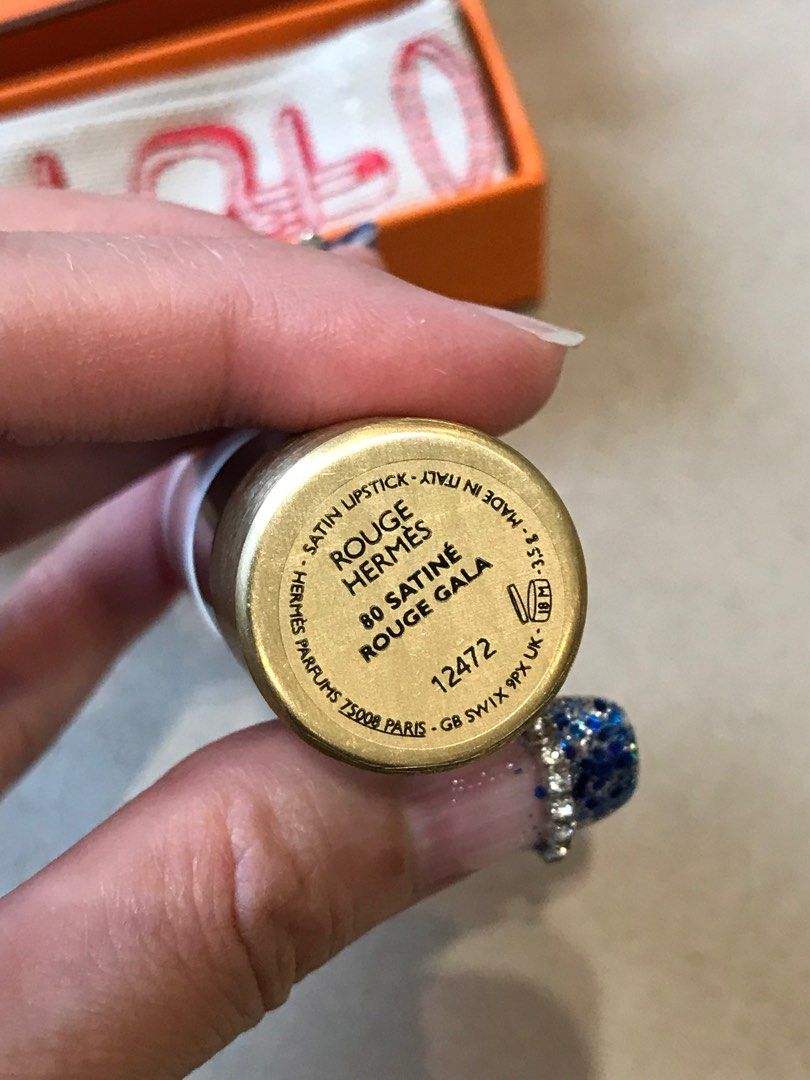 ROUGE
HERMÈS
80 SATINÉ
ROUGE GALA
12472
HERMÈS PARFUMS 75008 PARIS - GB SW1X 9PX UK -
18 M
- SATIN LIPSTICK - MADE IN ITALY - 3.5 g -